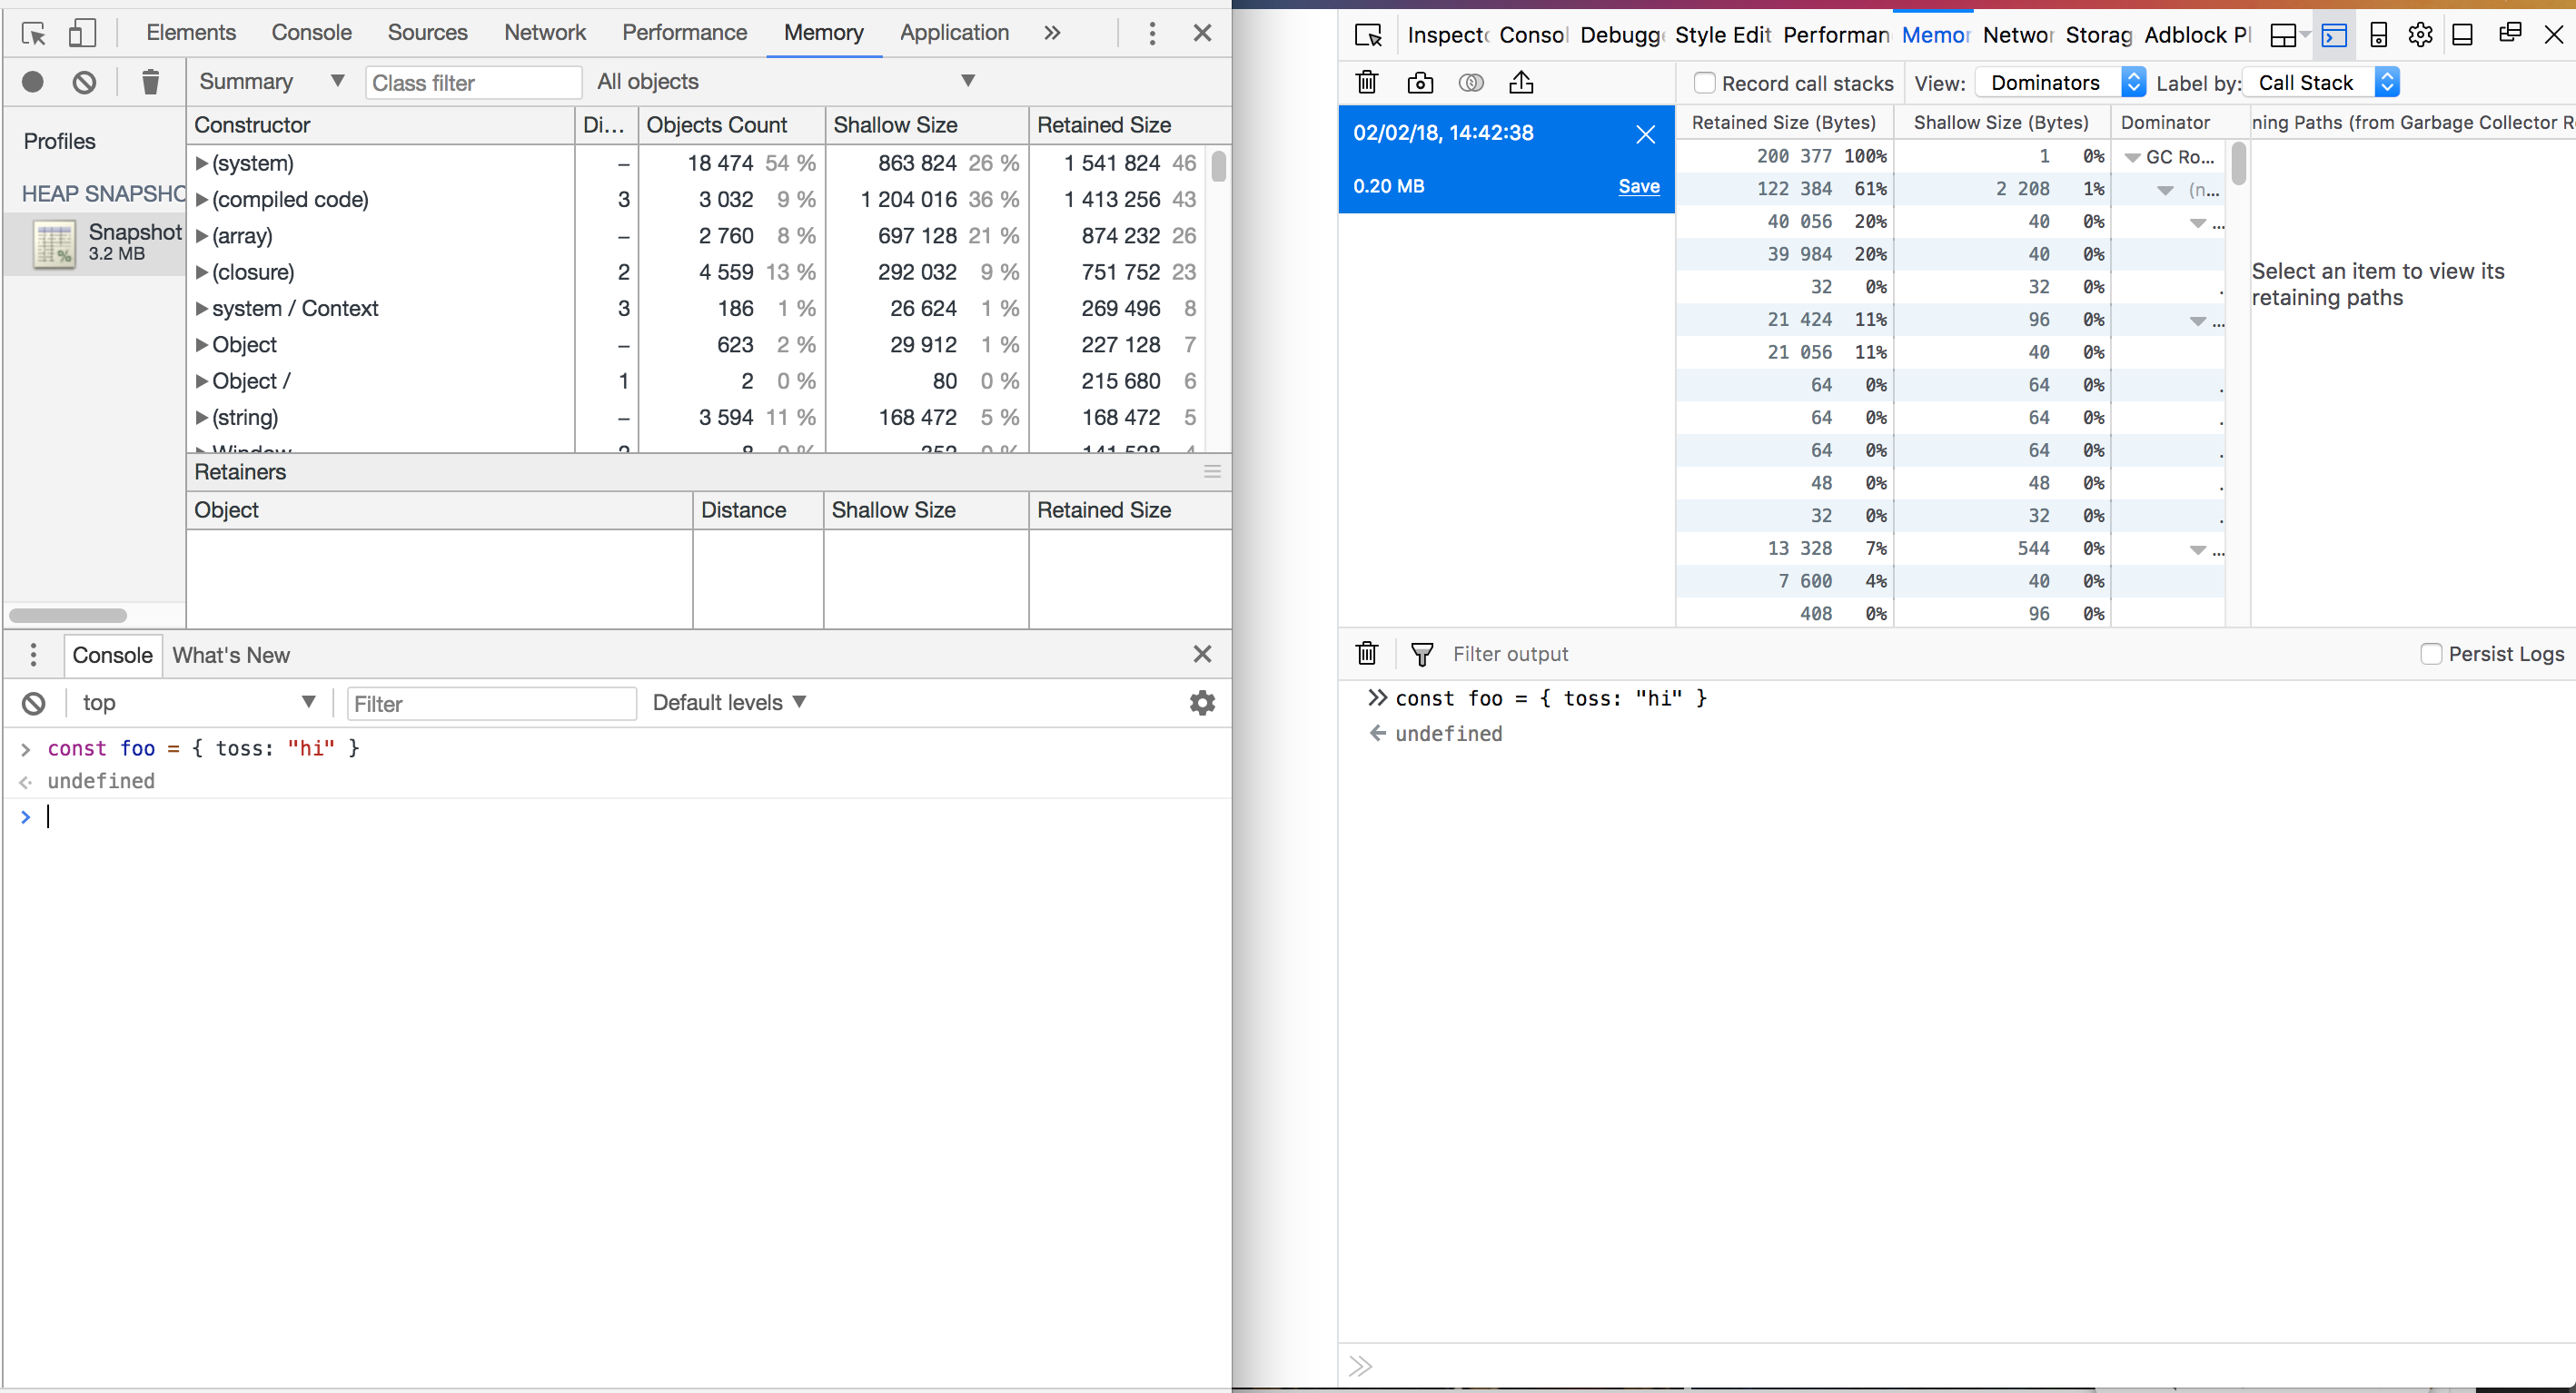 Elements Console Sources Network Performance Memory Application
Summary Class filter All objects
Profiles
HEAP SNAPSHO
Snapshot
3.2 MB
Constructor Di... Objects Count Shallow Size Retained Size
(system) – 18 474 54 % 863 824 26 % 1 541 824 46
(compiled code) 3 3 032 9 % 1 204 016 36 % 1 413 256 43
(array) – 2 760 8 % 697 128 21 % 874 232 26
(closure) 2 4 559 13 % 292 032 9 % 751 752 23
system / Context 3 186 1 % 26 624 1 % 269 496 8
Object – 623 2 % 29 912 1 % 227 128 7
Object / 1 2 0 % 80 0 % 215 680 6
(string) – 3 594 11 % 168 472 5 % 168 472 5
Window 2 8 0 % 352 0 % 141 528 4
Retainers
Object Distance Shallow Size Retained Size
Console What's New
top Filter Default levels
> const foo = { toss: "hi" }
undefined
>
Inspect Consol Debugg Style Edit Performan Memor Networ Storag Adblock Pl
Record call stacks View: Dominators Label by: Call Stack
02/02/18, 14:42:38
0.20 MB Save
Retained Size (Bytes) Shallow Size (Bytes) Dominator ning Paths (from Garbage Collector R
200 377 100% 1 0% GC Ro...
122 384 61% 2 208 1% (n...
40 056 20% 40 0% ...
39 984 20% 40 0%
32 0% 32 0% .
21 424 11% 96 0% ...
21 056 11% 40 0%
64 0% 64 0% .
64 0% 64 0% .
64 0% 64 0% .
48 0% 48 0% .
32 0% 32 0% .
13 328 7% 544 0% ...
7 600 4% 40 0%
408 0% 96 0%
Select an item to view its
retaining paths
Filter output Persist Logs
>> const foo = { toss: "hi" }
← undefined
>>